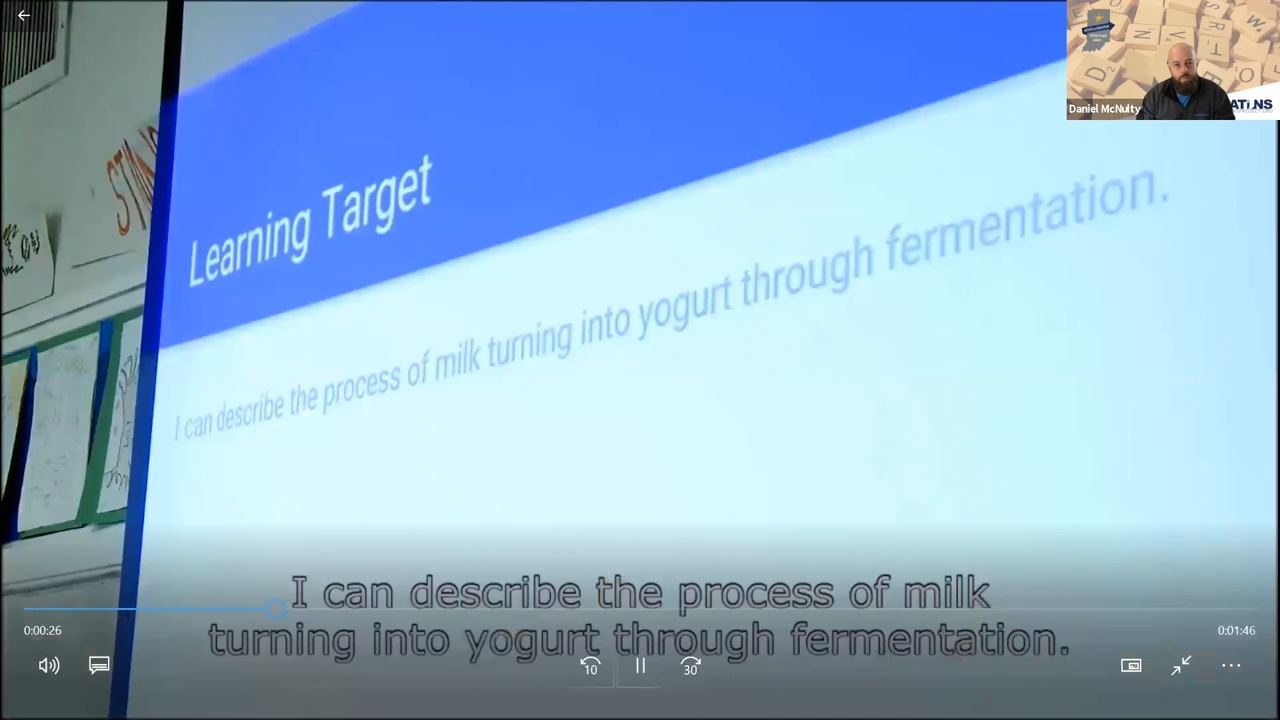 Daniel McNulty
Learning Target
I can describe the process of milk turning into yogurt through fermentation.
I can describe the process of milk
turning into yogurt through fermentation.
0:00:26
0:01:46
10
30